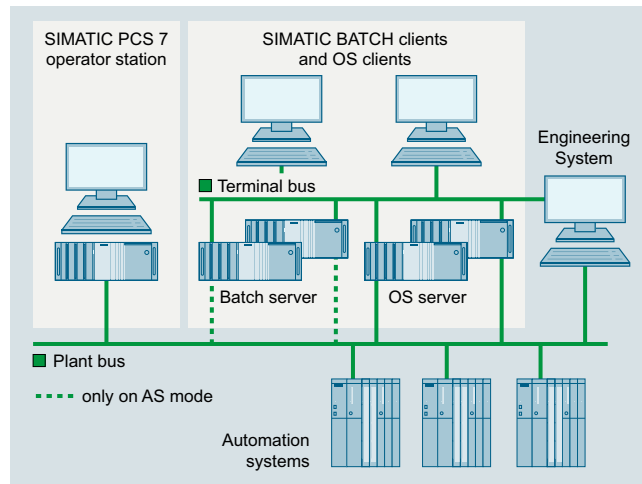 SIMATIC PCS 7
operator station
SIMATIC BATCH clients
and OS clients
Engineering
System
Terminal bus
Batch server
OS server
Plant bus
only on AS mode
Automation
systems